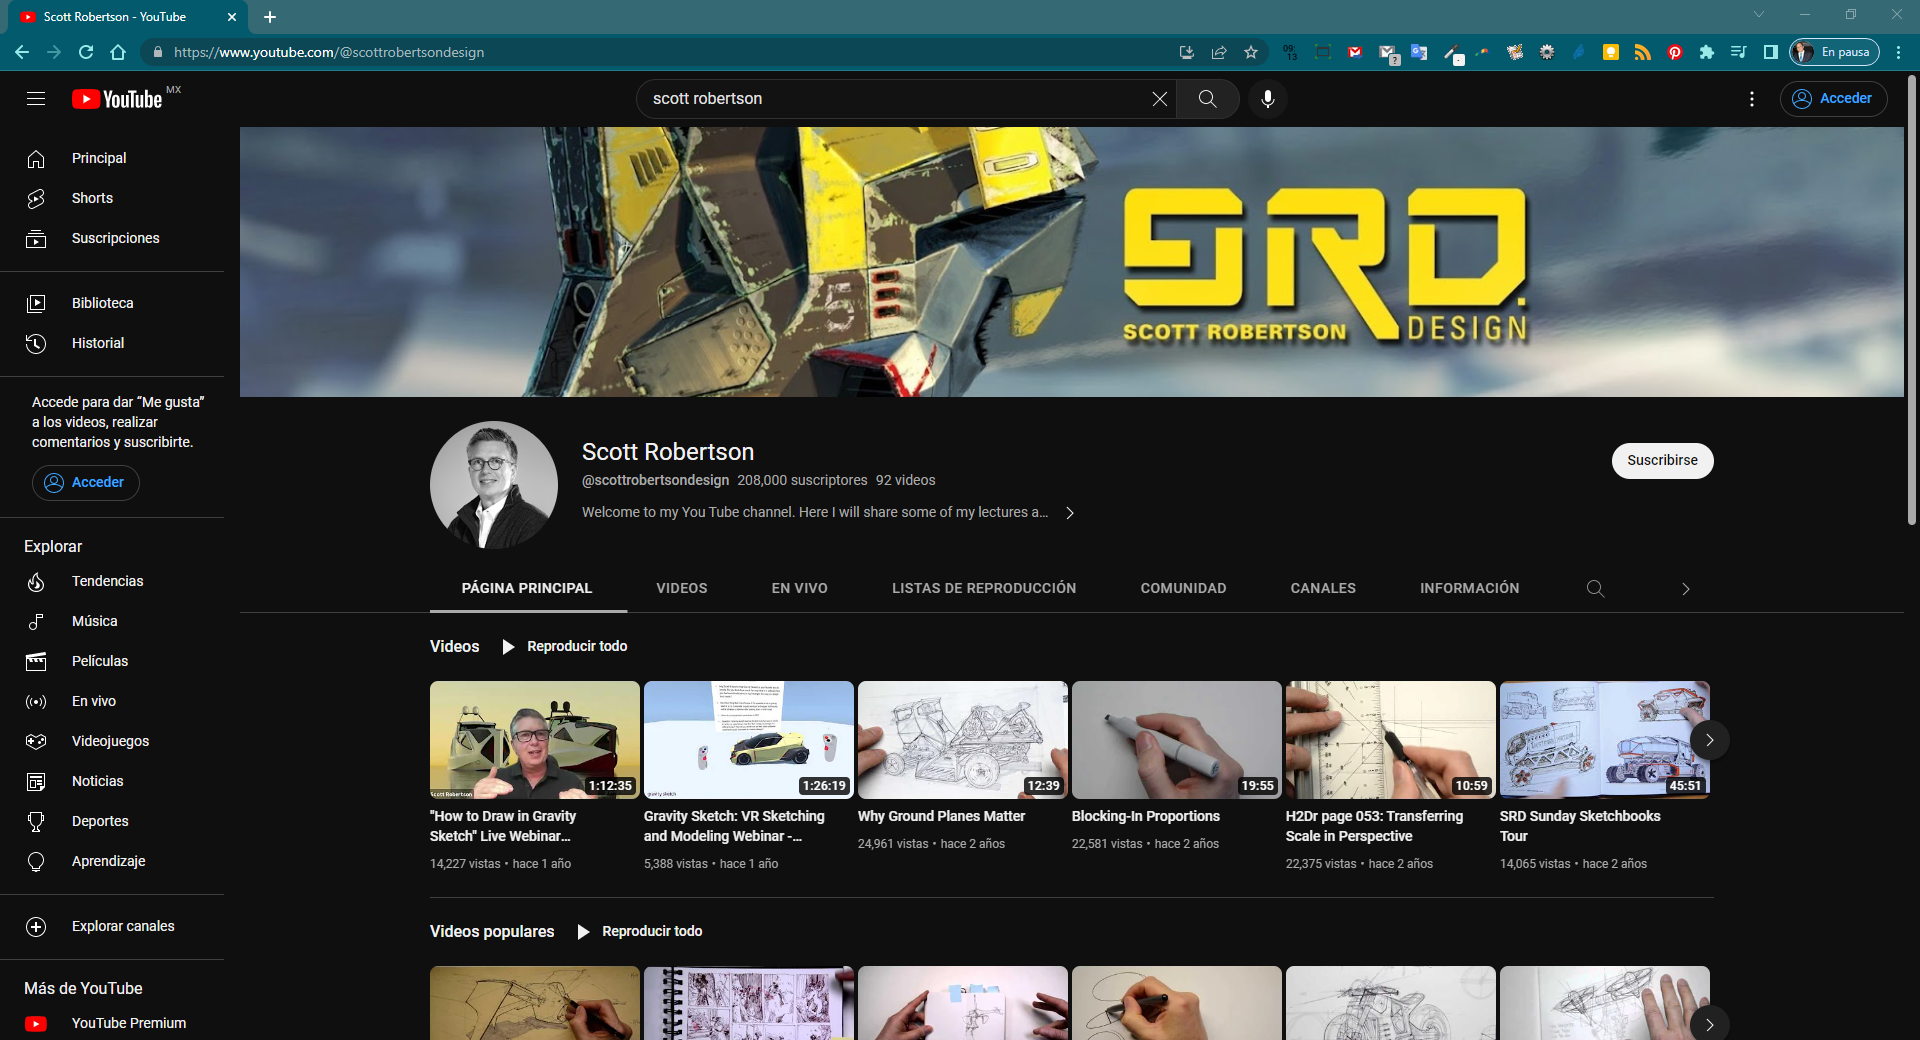 Scott Robertson - YouTube
https://www.youtube.com/@scottrobertsondesign
09:
13
En pausa
YouTube MX
scott robertson
Acceder
Principal
Shorts
Suscripciones
Biblioteca
Historial
Accede para dar “Me gusta”
a los videos, realizar
comentarios y suscribirte.
Acceder
Explorar
Tendencias
Música
Películas
En vivo
Videojuegos
Noticias
Deportes
Aprendizaje
Explorar canales
Más de YouTube
YouTube Premium
5
SRD.
SCOTT ROBERTSON DESIGN
Scott Robertson
@scottrobertsondesign 208,000 suscriptores 92 videos
Welcome to my You Tube channel. Here I will share some of my lectures a...
Suscribirse
PÁGINA PRINCIPAL VIDEOS EN VIVO LISTAS DE REPRODUCCIÓN COMUNIDAD CANALES INFORMACIÓN
Videos Reproducir todo
Scott Robertson
1:12:35
"How to Draw in Gravity
Sketch" Live Webinar...
14,227 vistas • hace 1 año
gravity sketch
1:26:19
Gravity Sketch: VR Sketching
and Modeling Webinar -...
5,388 vistas • hace 1 año
12:39
Why Ground Planes Matter
24,961 vistas • hace 2 años
19:55
Blocking-In Proportions
22,581 vistas • hace 2 años
10:59
H2Dr page 053: Transferring
Scale in Perspective
22,375 vistas • hace 2 años
45:51
SRD Sunday Sketchbooks
Tour
14,065 vistas • hace 2 años
Videos populares Reproducir todo